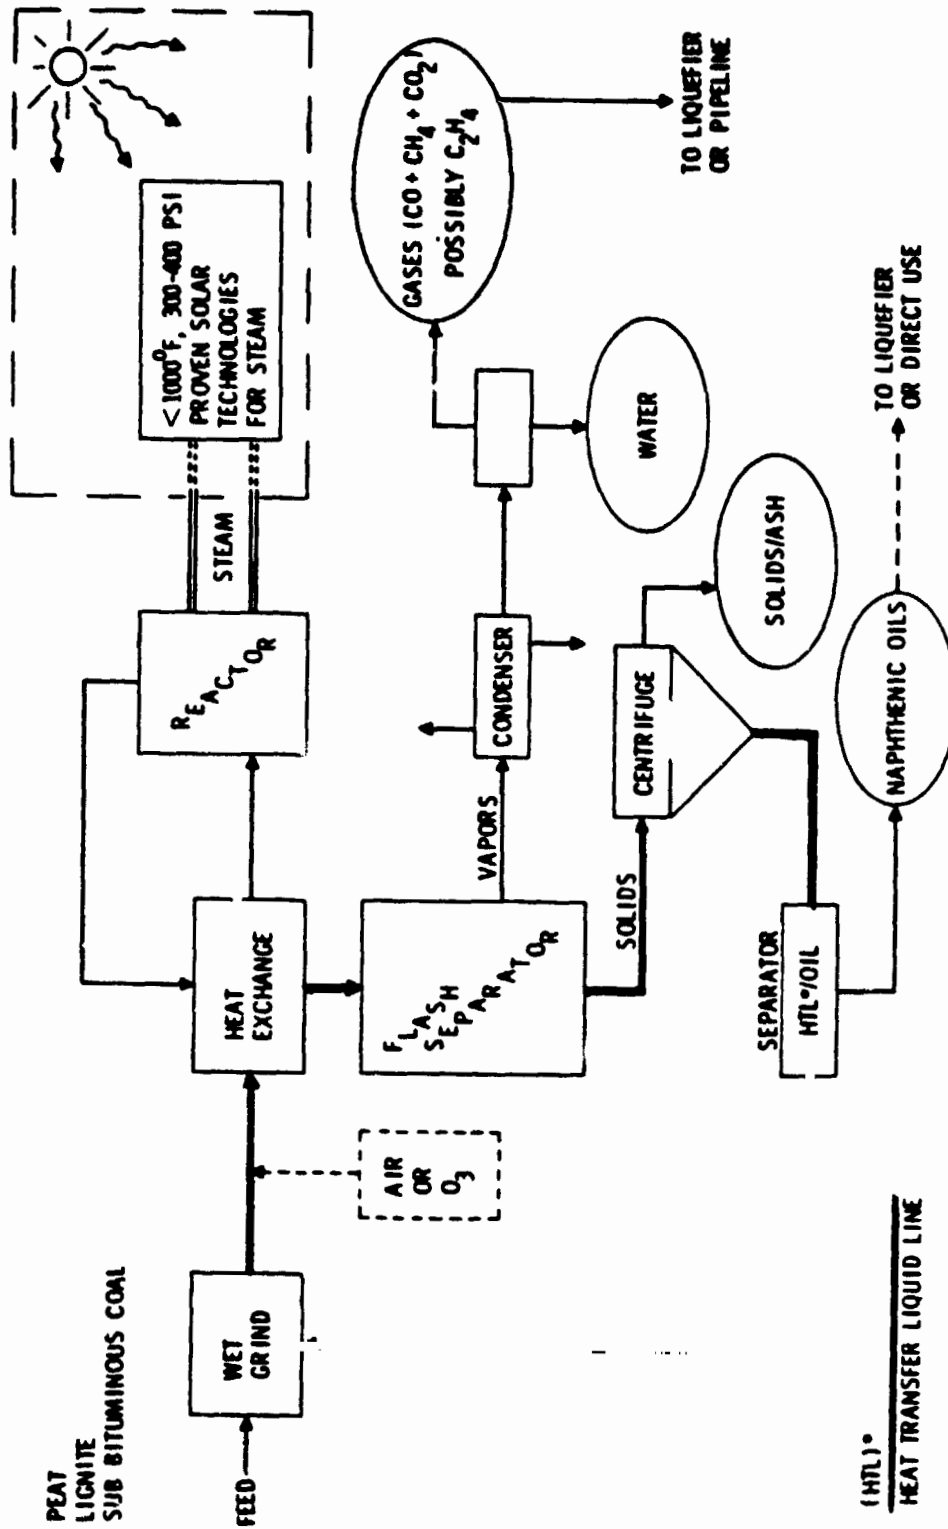 PEAT
LIGNITE
SUB BITUMINOUS COAL
FEED
WET
GRIND
AIR
OR
O3
HEAT
EXCHANGE
REACTOR
STEAM
<1000°F, 300-400 PSI
PROVEN SOLAR
TECHNOLOGIES
FOR STEAM
FLASH
SEPARATOR
VAPORS
CONDENSER
GASES (CO + CH4 + CO2)
POSSIBLY C2H4
TO LIQUEFIER
OR PIPELINE
WATER
SOLIDS
CENTRIFUGE
SOLIDS/ASH
SEPARATOR
HTL*/OIL
NAPHTHENIC OILS
TO LIQUEFIER
OR DIRECT USE
(HTL)*
HEAT TRANSFER LIQUID LINE